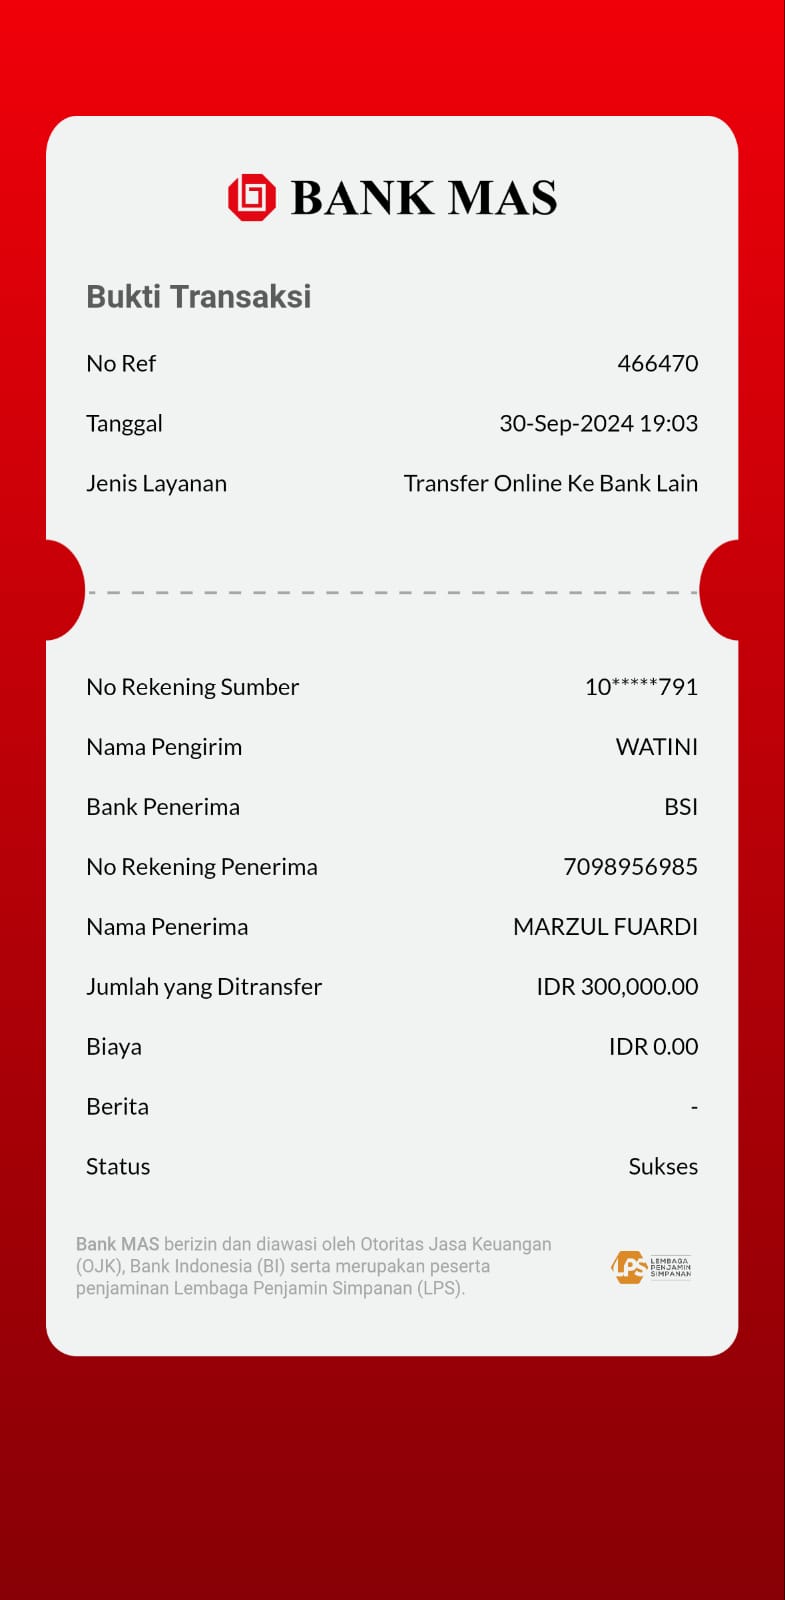 BANK MAS
Bukti Transaksi
No Ref 466470
Tanggal 30-Sep-2024 19:03
Jenis Layanan Transfer Online Ke Bank Lain
No Rekening Sumber 10*****791
Nama Pengirim WATINI
Bank Penerima BSI
No Rekening Penerima 7098956985
Nama Penerima MARZUL FUARDI
Jumlah yang Ditransfer IDR 300,000.00
Biaya IDR 0.00
Berita -
Status Sukses
Bank MAS berizin dan diawasi oleh Otoritas Jasa Keuangan
(OJK), Bank Indonesia (BI) serta merupakan peserta
penjaminan Lembaga Penjamin Simpanan (LPS).
LPS
LEMBAGA
PENJAMIN
SIMPANAN